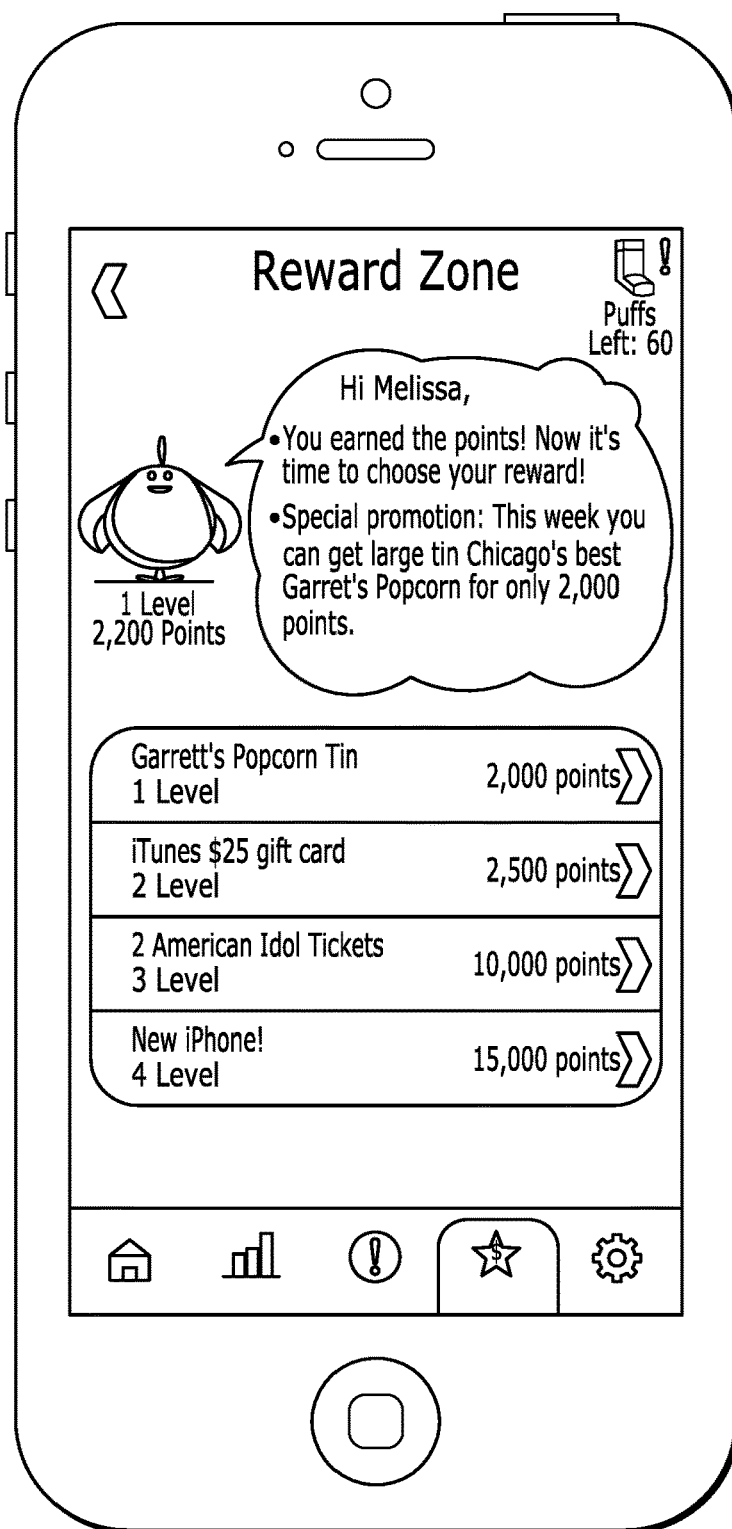 Reward Zone
!
Puffs
Left: 60
Hi Melissa,
•You earned the points! Now it's
time to choose your reward!
•Special promotion: This week you
can get large tin Chicago's best
Garret's Popcorn for only 2,000
points.
1 Level
2,200 Points
Garrett's Popcorn Tin
1 Level
2,000 points
iTunes $25 gift card
2 Level
2,500 points
2 American Idol Tickets
3 Level
10,000 points
New iPhone!
4 Level
15,000 points
!
$